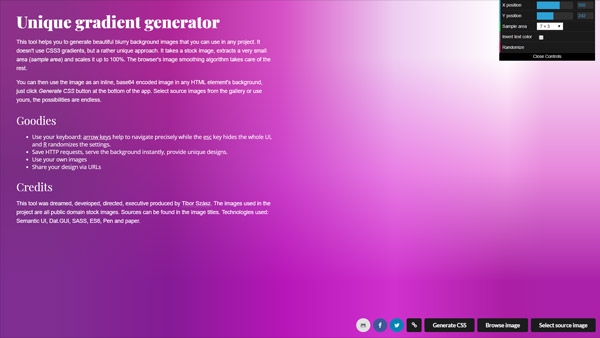 Unique gradient generator
This tool helps you to generate beautiful blurry background images that you can use in any project. It
doesn't use CSS3 gradients, but a rather unique approach. It takes a stock image, extracts a very small
area (sample area) and scales it up to 100%. The browser's image smoothing algorithm takes care of the
rest.
You can then use the image as an inline, base64 encoded image in any HTML element's background,
just click Generate CSS button at the bottom of the app. Select source images from the gallery or use
yours, the possibilities are endless.
Goodies
• Use your keyboard: arrow keys help to navigate precisely while the esc key hides the whole UI,
and R randomizes the settings.
• Save HTTP requests, serve the background instantly, provide unique designs.
• Use your own images
• Share your design via URLs
Credits
This tool was dreamed, developed, directed, executive produced by Tibor Szász. The images used in the
project are all public domain stock images. Sources can be found in the image titles. Technologies used:
Semantic UI, Dat.GUI, SASS, ES6, Pen and paper.
X position
Y position
Sample area
Invert text color
Randomize
Close Controls
Generate CSS
Browse image
Select source image